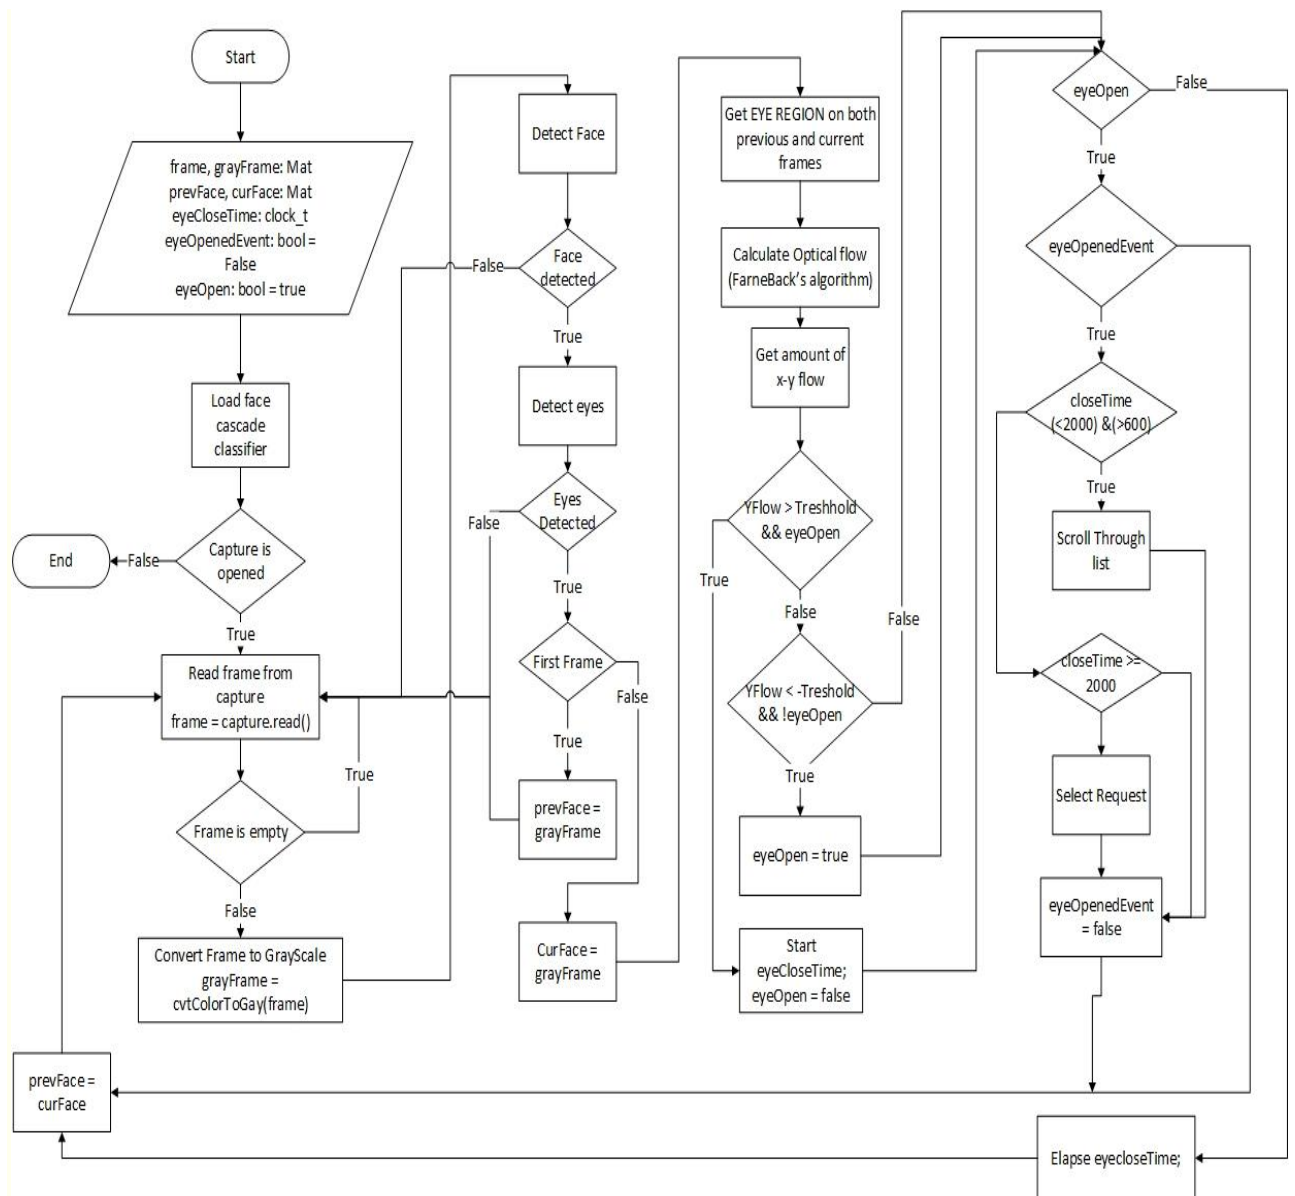 Start
frame, grayFrame: Mat
prevFace, curFace: Mat
eyeCloseTime: clock_t
eyeOpenedEvent: bool =
False
eyeOpen: bool = true
Load face
cascade
classifier
Capture is
opened
False
End
True
Read frame from
capture
frame = capture.read()
Frame is empty
True
False
Convert Frame to GrayScale
grayFrame =
cvtColorToGay(frame)
prevFace =
curFace
Detect Face
Face
detected
False
True
Detect eyes
Eyes
Detected
False
True
First Frame
False
True
prevFace =
grayFrame
CurFace =
grayFrame
Get EYE REGION on both
previous and current
frames
Calculate Optical flow
(FarneBack's algorithm)
Get amount of
x-y flow
YFlow > Treshhold
&& eyeOpen
True
False
YFlow < -Treshold
&& !eyeOpen
False
True
eyeOpen = true
Start
eyeCloseTime;
eyeOpen = false
eyeOpen
False
True
eyeOpenedEvent
True
closeTime
(<2000) &(>600)
True
Scroll Through
list
closeTime >=
2000
Select Request
eyeOpenedEvent
= false
Elapse eyecloseTime;